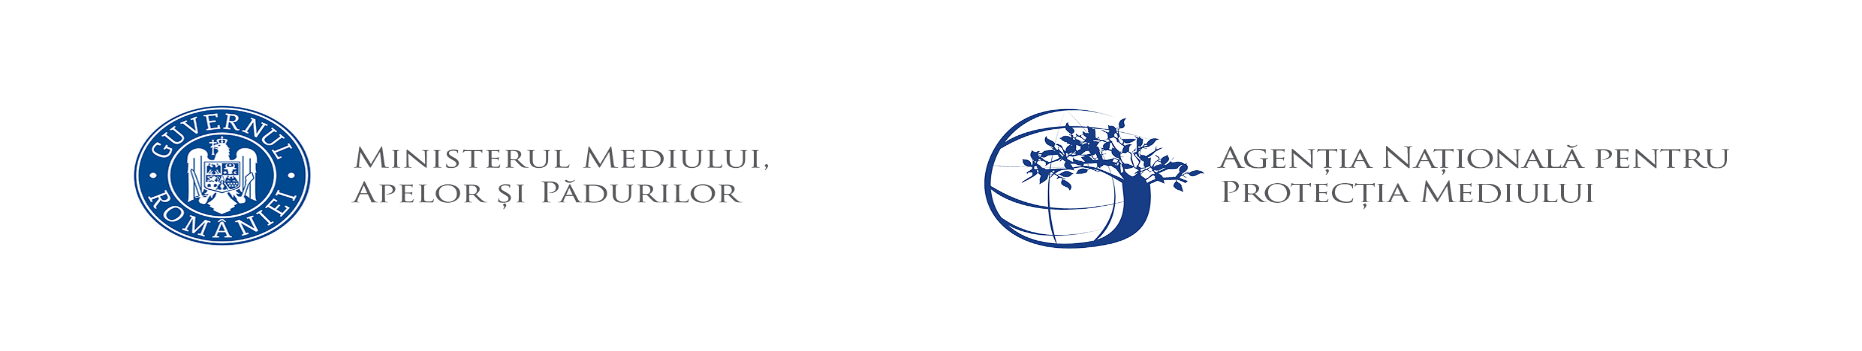 GUVERNUL
ROMÂNIEI
MINISTERUL MEDIULUI,
APELOR ȘI PĂDURILOR
AGENȚIA NAȚIONALĂ PENTRU
PROTECȚIA MEDIULUI